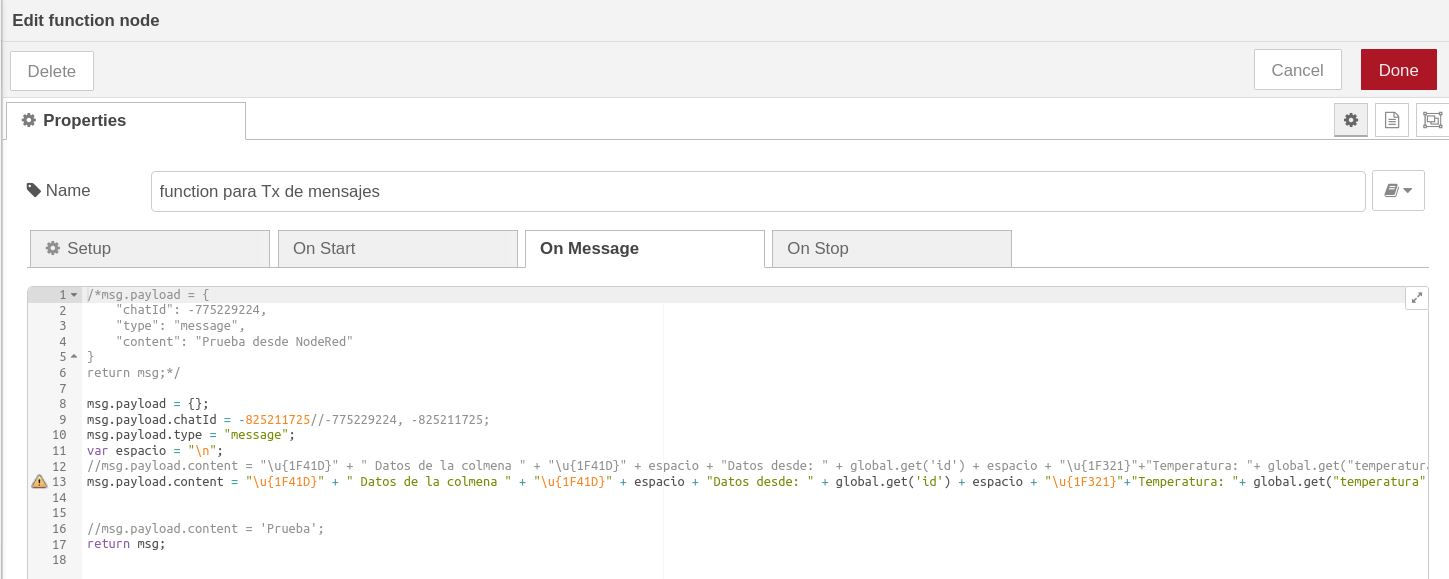 Edit function node
Delete
Cancel
Done
Properties
Name
function para Tx de mensajes
Setup
On Start
On Message
On Stop
1 /*msg.payload = {
2     "chatId": -775229224,
3     "type": "message",
4     "content": "Prueba desde NodeRed"
5 }
6 return msg;*/
7
8 msg.payload = {};
9 msg.payload.chatId = -825211725//-775229224, -825211725;
10 msg.payload.type = "message";
11 var espacio = "\n";
12 //msg.payload.content = "\u{1F41D}" + " Datos de la colmena " + "\u{1F41D}" + espacio + "Datos desde: " + global.get('id') + espacio + "\u{1F321}"+"Temperatura: "+ global.get("temperatur
13 msg.payload.content = "\u{1F41D}" + " Datos de la colmena " + "\u{1F41D}" + espacio + "Datos desde: " + global.get('id') + espacio + "\u{1F321}"+"Temperatura: "+ global.get("temperatura"
14
15
16 //msg.payload.content = 'Prueba';
17 return msg;
18